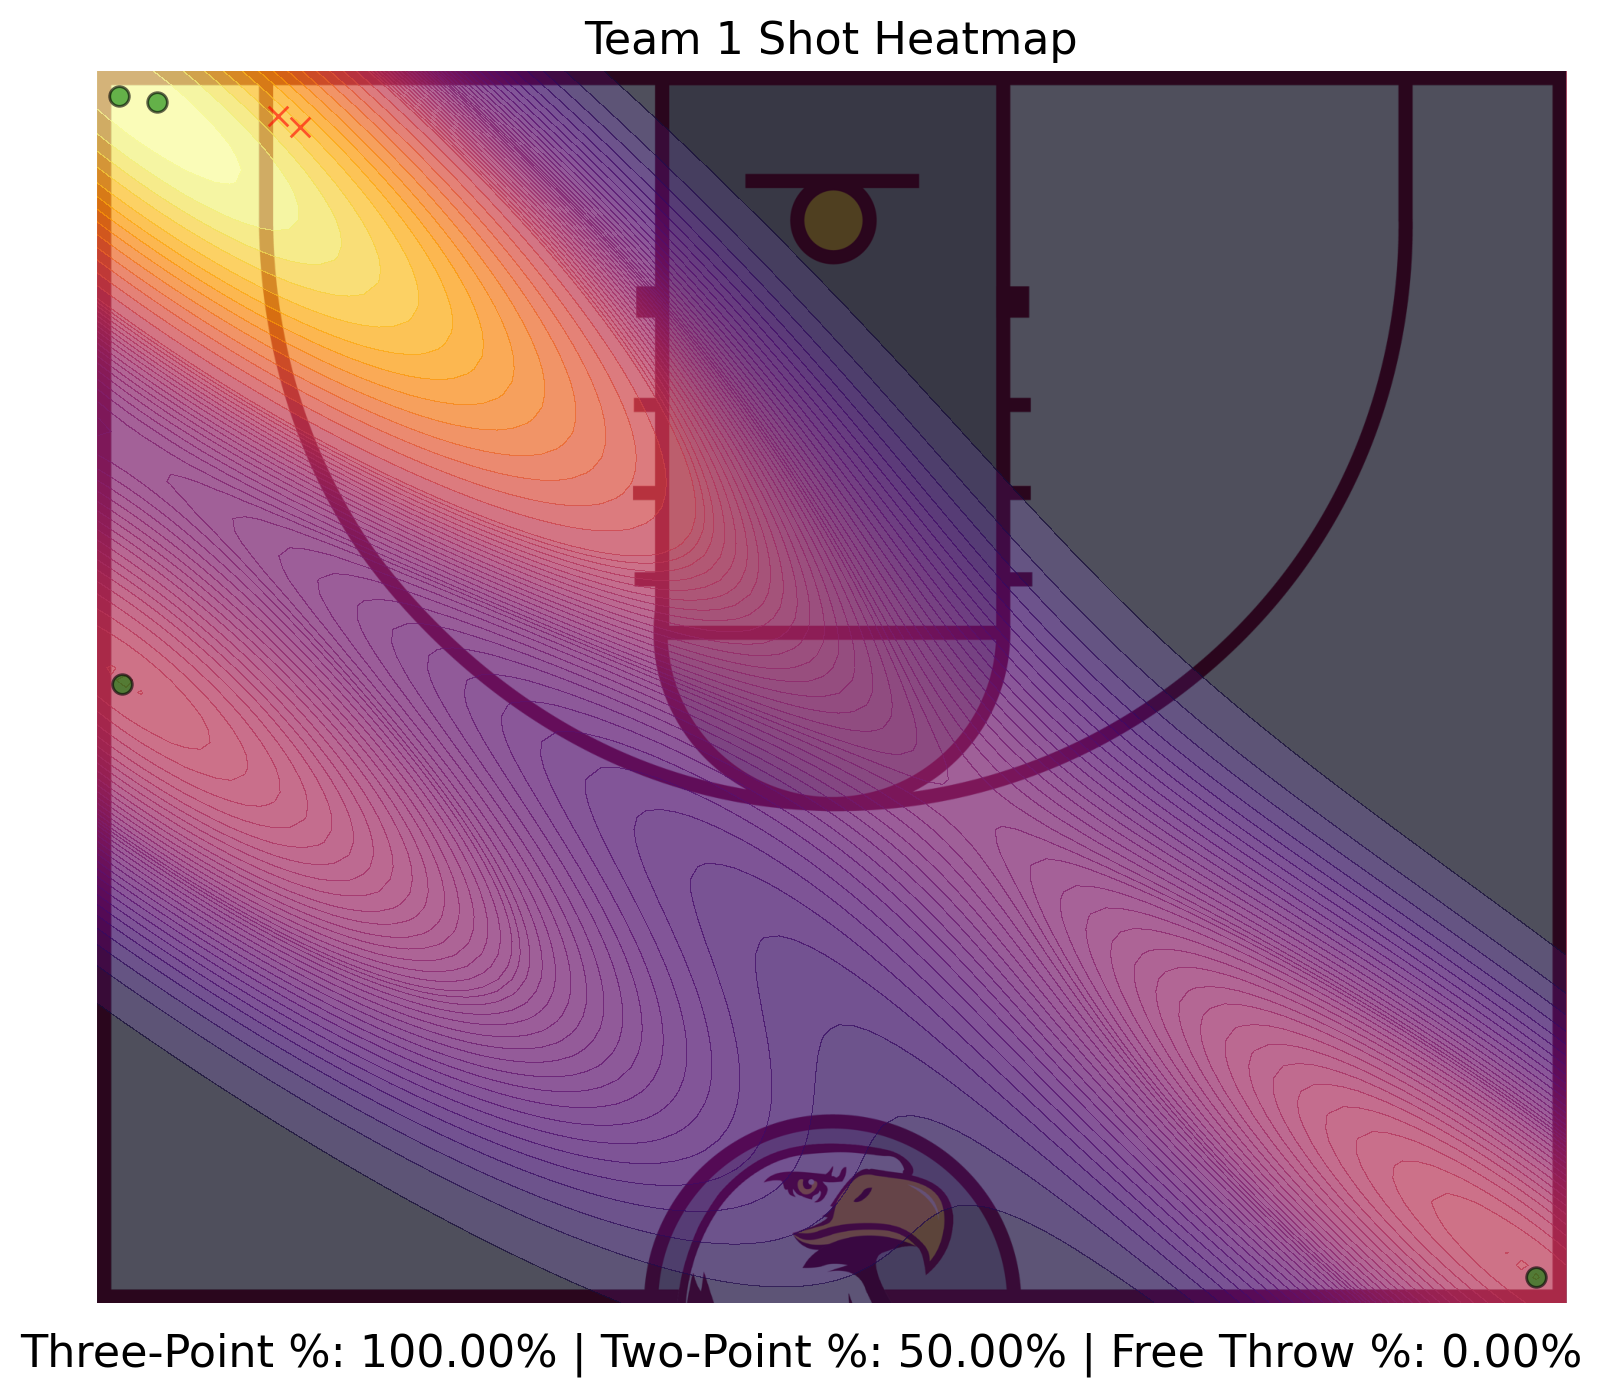 Team 1 Shot Heatmap
Three-Point %: 100.00% | Two-Point %: 50.00% | Free Throw %: 0.00%